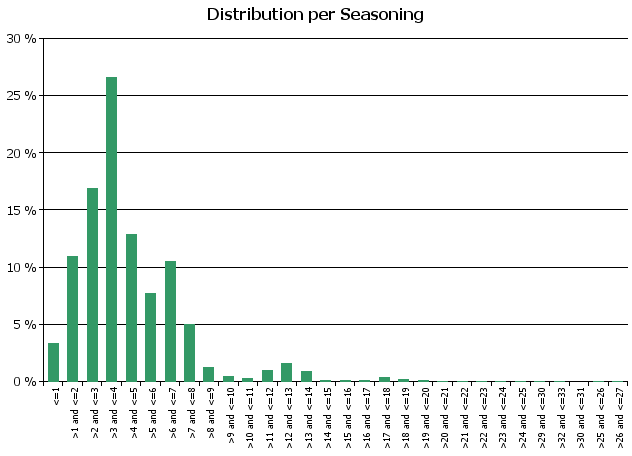 Distribution per Seasoning
30 %
25 %
20 %
15 %
10 %
5 %
0 %
<=1
>1 and <=2
>2 and <=3
>3 and <=4
>4 and <=5
>5 and <=6
>6 and <=7
>7 and <=8
>8 and <=9
>9 and <=10
>10 and <=11
>11 and <=12
>12 and <=13
>13 and <=14
>14 and <=15
>15 and <=16
>16 and <=17
>17 and <=18
>18 and <=19
>19 and <=20
>20 and <=21
>21 and <=22
>22 and <=23
>23 and <=24
>24 and <=25
>29 and <=30
>32 and <=33
>30 and <=31
>25 and <=26
>26 and <=27